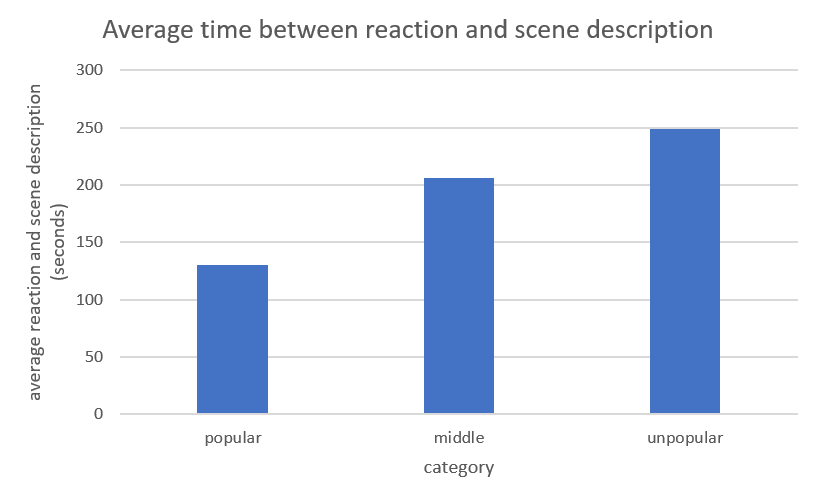 Average time between reaction and scene description
300
250
200
150
100
50
0
average reaction and scene description
(seconds)
popular
middle
unpopular
category